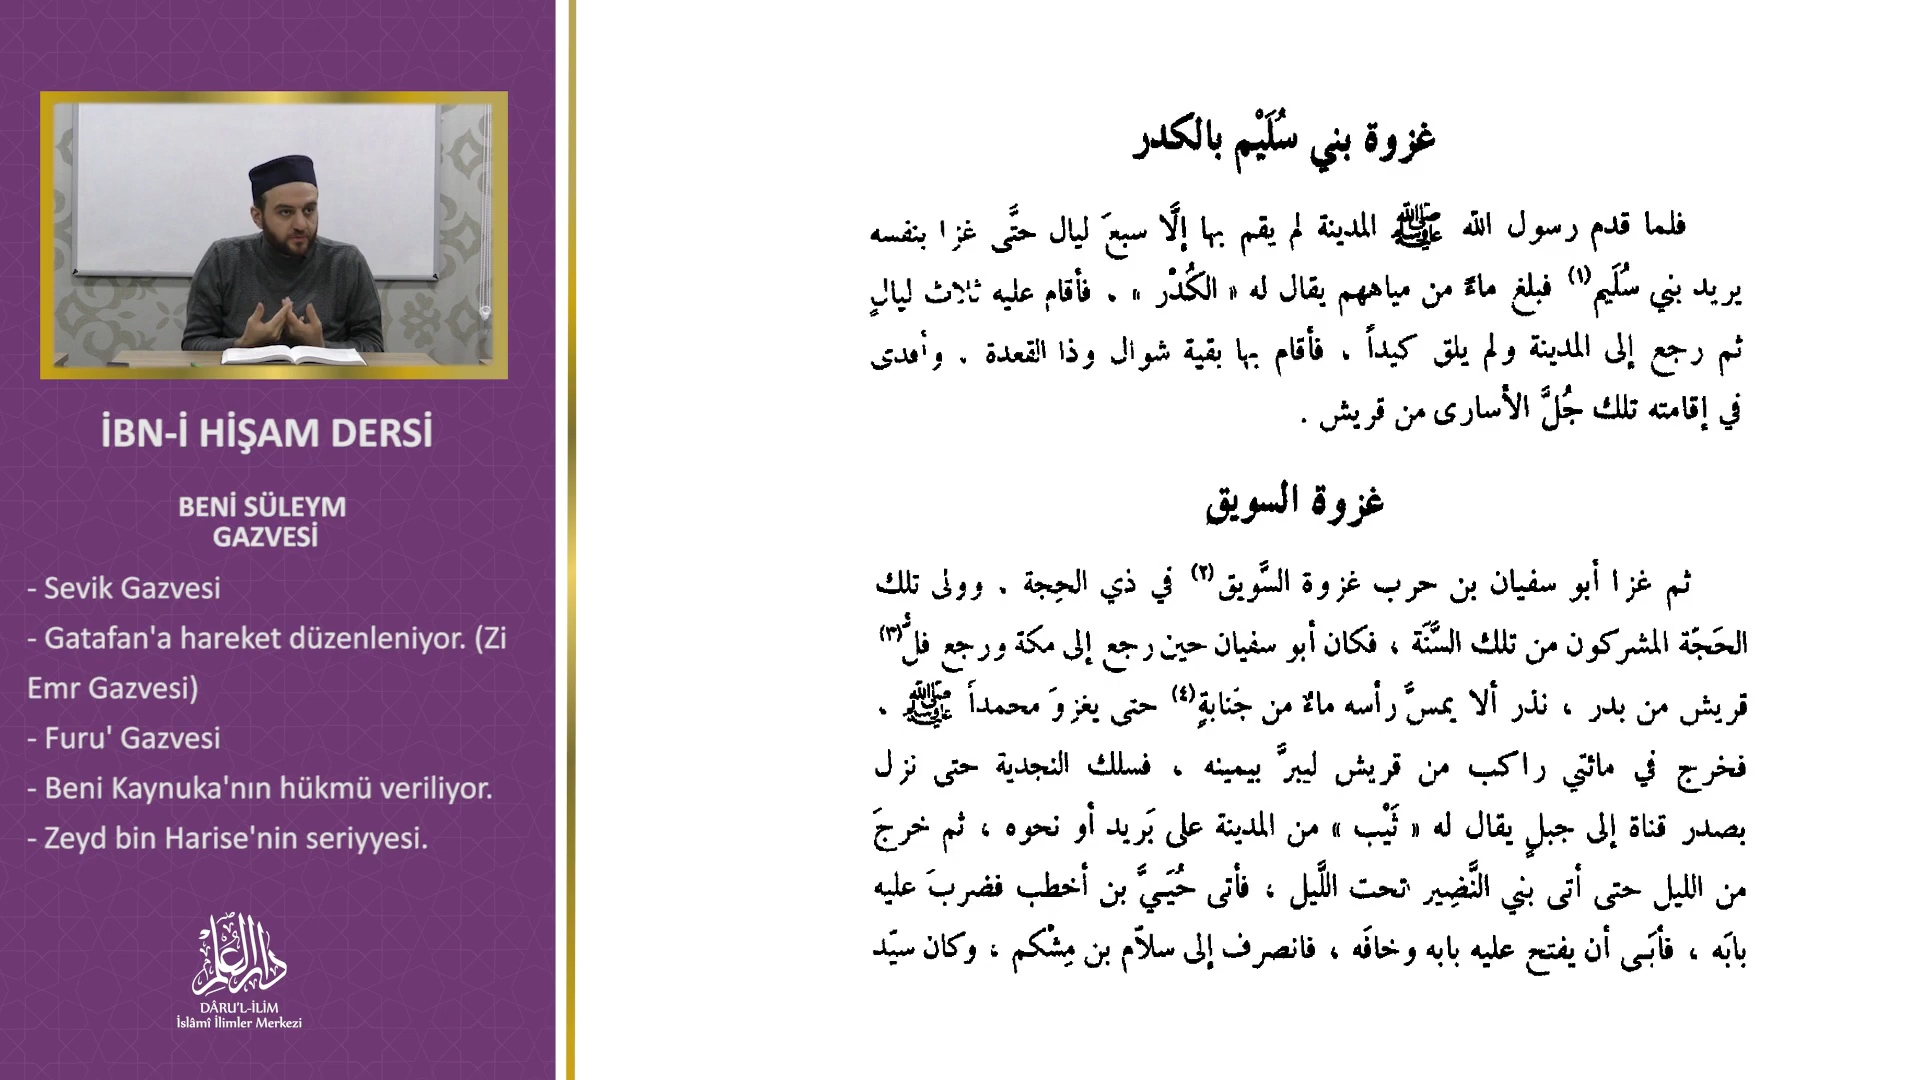 İBN-İ HİŞAM DERSİ
BENİ SÜLEYM
GAZVESİ
- Sevik Gazvesi
- Gatafan'a hareket düzenleniyor. (Zi
Emr Gazvesi)
- Furu' Gazvesi
- Beni Kaynuka'nın hükmü veriliyor.
- Zeyd bin Harise'nin seriyyesi.
دار العلم
DÂRU'L-İLİM
İslâmî İlimler Merkezi
غزوة بني سُلَيْم بالكدر
فلما قدم رسول الله ﷺ المدينة لم يقم بها إلَّا سبعَ ليال حتَّى غزا بنفسه
يريد بني سُلَيم(١) فبلغ ماءً من مياههم يقال له « الكُدْر » . فأقام عليه ثلاث ليالٍ
ثم رجع إلى المدينة ولم يلق كيداً . فأقام بها بقية شوال وذا القعدة . وأفدى
في إقامته تلك جُلَّ الأسارى من قريش .
غزوة السويق
ثم غزا أبو سفيان بن حرب غزوة السَّويق(٢) في ذي الحِجة . وولى تلك
الحَجّة المشركون من تلك السَّنَة ، فكان أبو سفيان حين رجع إلى مكة ورجع فلُّ(٣)
قريش من بدر ، نذر ألا يمسَّ رأسه ماءٌ من جَنابةٍ(٤) حتى يغزوَ محمداً ﷺ .
فخرج في مائتي راكب من قريش ليبرَّ بيمينه ، فسلك النجدية حتى نزل
بصدر قناة إلى جبلٍ يقال له « ثَيْب » من المدينة على بَريد أو نحوه ، ثم خرجَ
من الليل حتى أتى بني النَّضِير تحت اللَّيل ، فأتى حُيَيَّ بن أخطب فضربَ عليه
بابَه ، فأبَى أن يفتح عليه بابه وخافَه ، فانصرف إلى سلاّم بن مِشْكم ، وكان سيّد